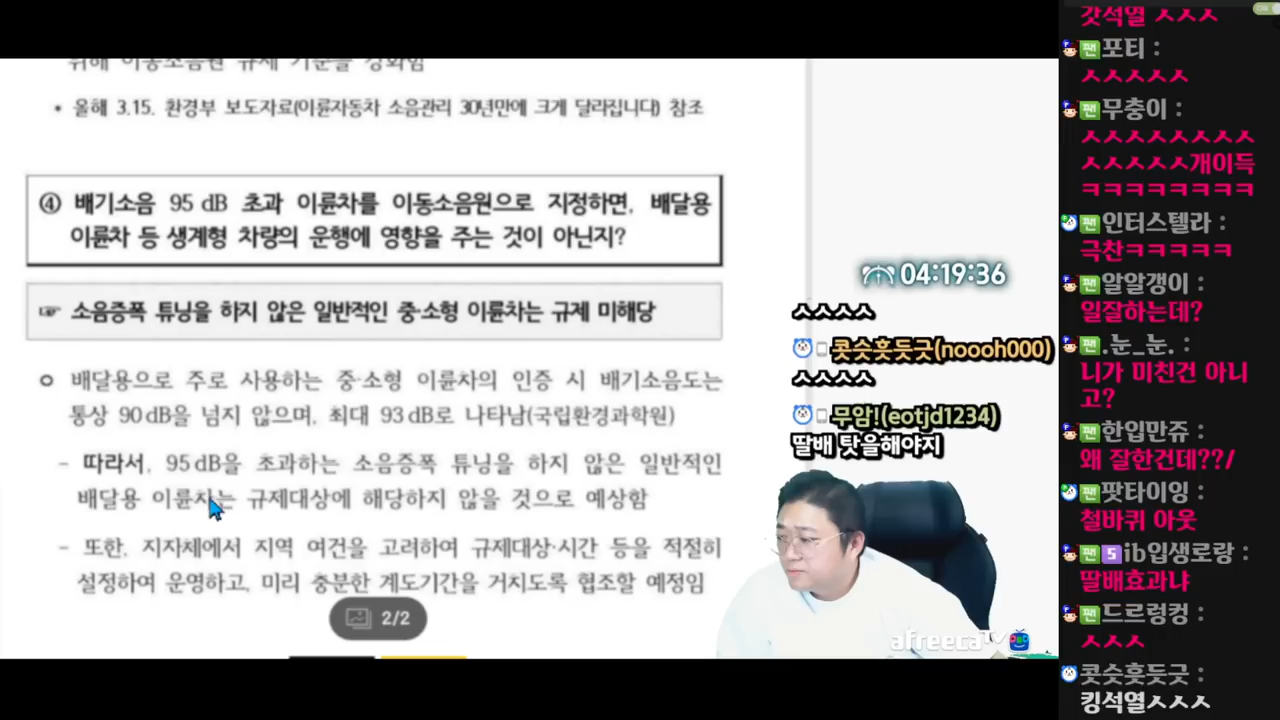 위해 이동소음원 규제 기준을 강화함
* 올해 3.15. 환경부 보도자료(이륜자동차 소음관리 30년만에 크게 달라집니다) 참조
④ 배기소음 95 dB 초과 이륜차를 이동소음원으로 지정하면, 배달용
이륜차 등 생계형 차량의 운행에 영향을 주는 것이 아닌지?
☞ 소음증폭 튜닝을 하지 않은 일반적인 중·소형 이륜차는 규제 미해당
ㅇ 배달용으로 주로 사용하는 중·소형 이륜차의 인증 시 배기소음도는
통상 90 dB을 넘지 않으며, 최대 93 dB로 나타남(국립환경과학원)
- 따라서, 95 dB을 초과하는 소음증폭 튜닝을 하지 않은 일반적인
배달용 이륜차는 규제대상에 해당하지 않을 것으로 예상함
- 또한, 지자체에서 지역 여건을 고려하여 규제대상·시간 등을 적절히
설정하여 운영하고, 미리 충분한 계도기간을 거치도록 협조할 예정임
2/2
04:19:36
ㅅㅅㅅㅅ
콧슷흣듯긋(noooh000)
ㅅㅅㅅㅅ
무암!(eotjd1234)
딸배 탓을해야지
afreecaTV
ON
갓석열 ㅅㅅㅅ
팬 포티 :
ㅅㅅㅅㅅㅅ
팬 무충이 :
ㅅㅅㅅㅅㅅㅅㅅㅅ
ㅅㅅㅅㅅㅅ개이득
ㅋㅋㅋㅋㅋㅋㅋㅋ
팬 인터스텔라 :
극찬ㅋㅋㅋㅋㅋ
팬 알알갱이 :
일잘하는데?
팬 .눈_눈. :
니가 미친건 아니
고?
팬 한입만쥬 :
왜 잘한건데??/
팬 팟타이잉 :
철바퀴 아웃
팬 S ib입생로랑 :
딸배효과냐
팬 드르렁컹 :
ㅅㅅㅅ
콧슷흣듯긋 :
킹석열ㅅㅅㅅ